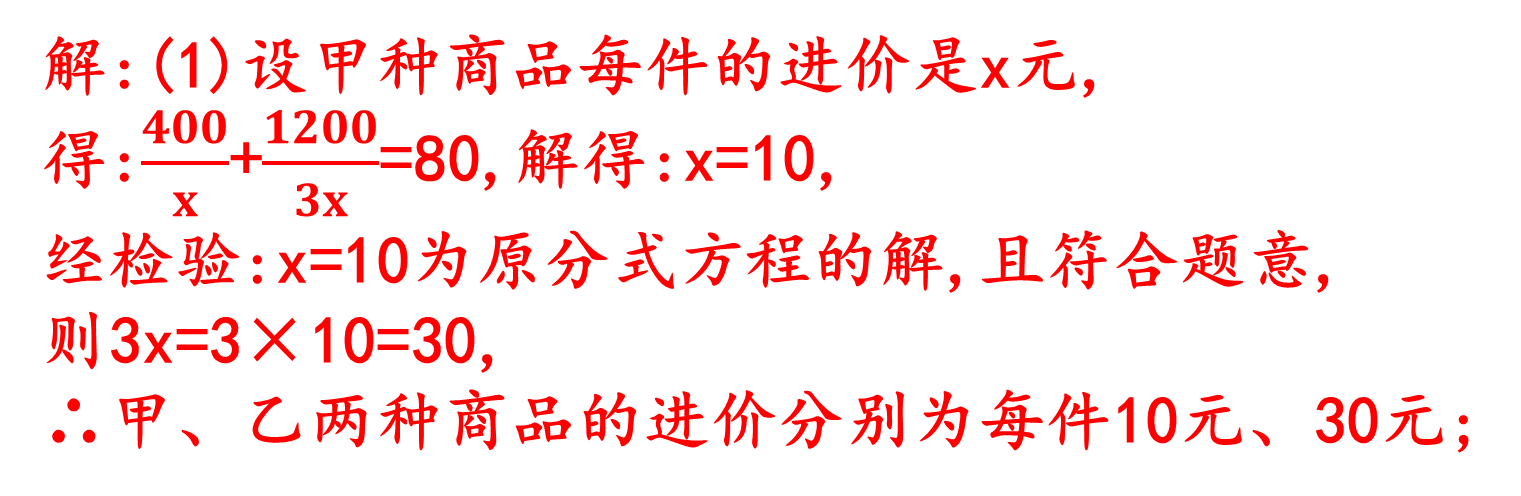 解:(1)设甲种商品每件的进价是x元,
得:400/x+1200/3x=80,解得:x=10,
经检验:x=10为原分式方程的解,且符合题意,
则3x=3×10=30,
∴甲、乙两种商品的进价分别为每件10元、30元;